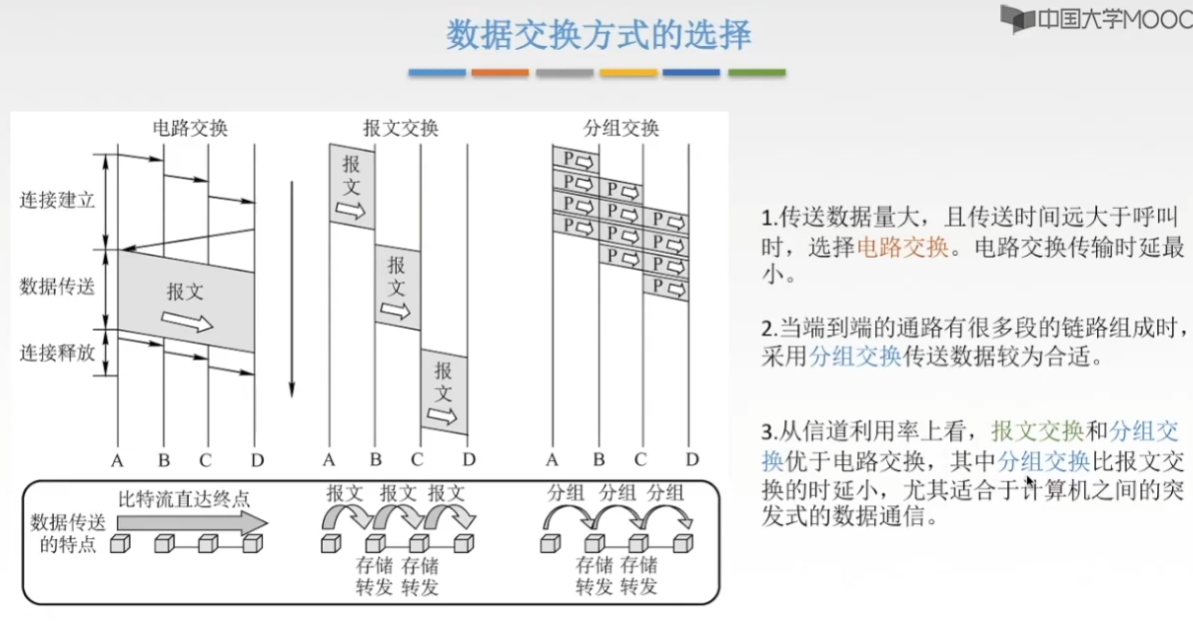 中国大学MOOC
数据交换方式的选择
电路交换
报文交换
分组交换
连接建立
数据传送
连接释放
报文
A B C D
报
文
报
文
报
文
A B C D
P
P P
P P P
P P P
P P
P
A B C D
1.传送数据量大，且传送时间远大于呼叫
时，选择电路交换。电路交换传输时延最
小。
2.当端到端的通路有很多段的链路组成时，
采用分组交换传送数据较为合适。
3.从信道利用率上看，报文交换和分组交
换优于电路交换，其中分组交换比报文交
换的时延小，尤其适合于计算机之间的突
发式的数据通信。
数据传送
的特点
比特流直达终点
报文 报文 报文
存储 存储
转发 转发
分组 分组 分组
存储 存储
转发 转发